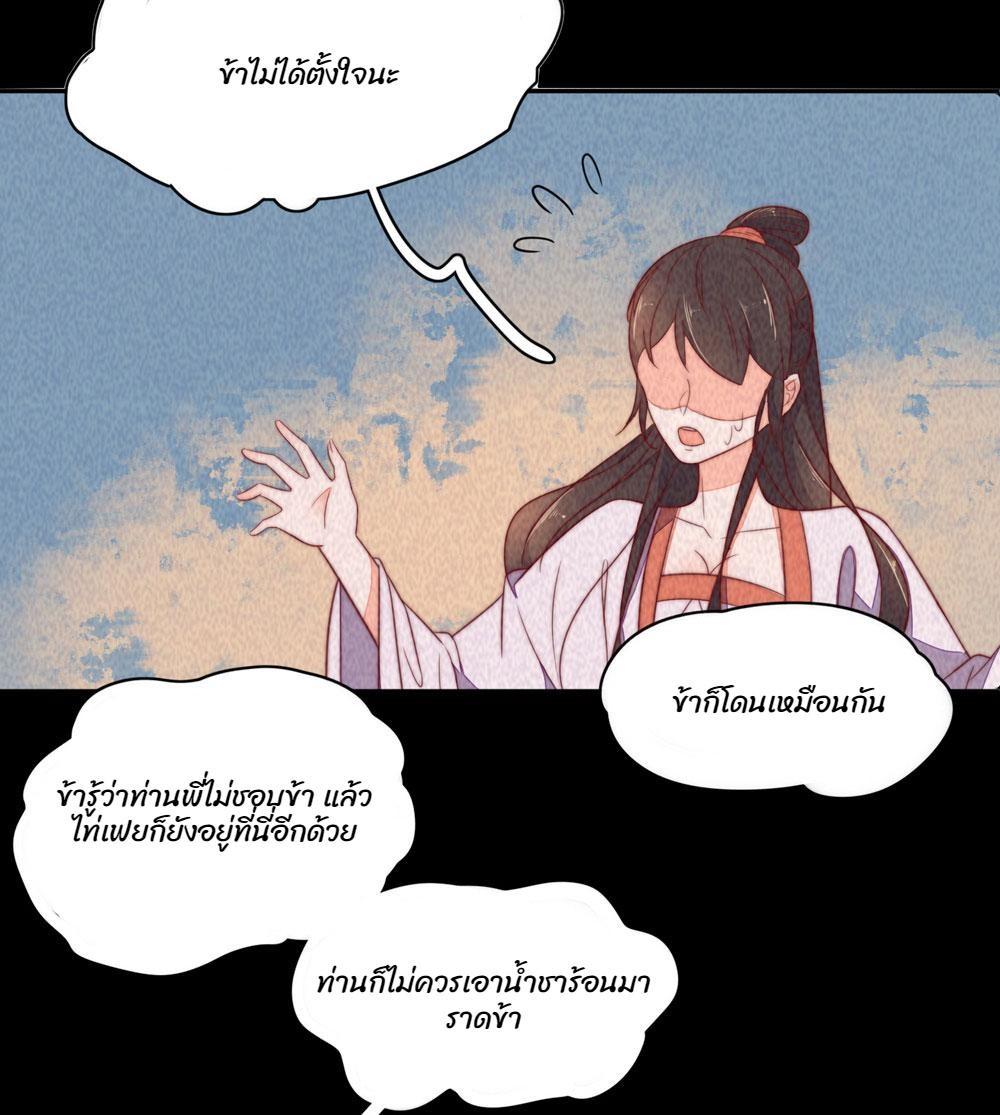 ข้าไม่ได้ตั้งใจนะ
ข้าก็โดนเหมือนกัน
ข้ารู้ว่าท่านพี่ไม่ชอบข้า แล้ว
ไท่เฟยก็ยังอยู่ที่นี่อีกด้วย
ท่านก็ไม่ควรเอาน้ำชาร้อนมา
ราดข้า